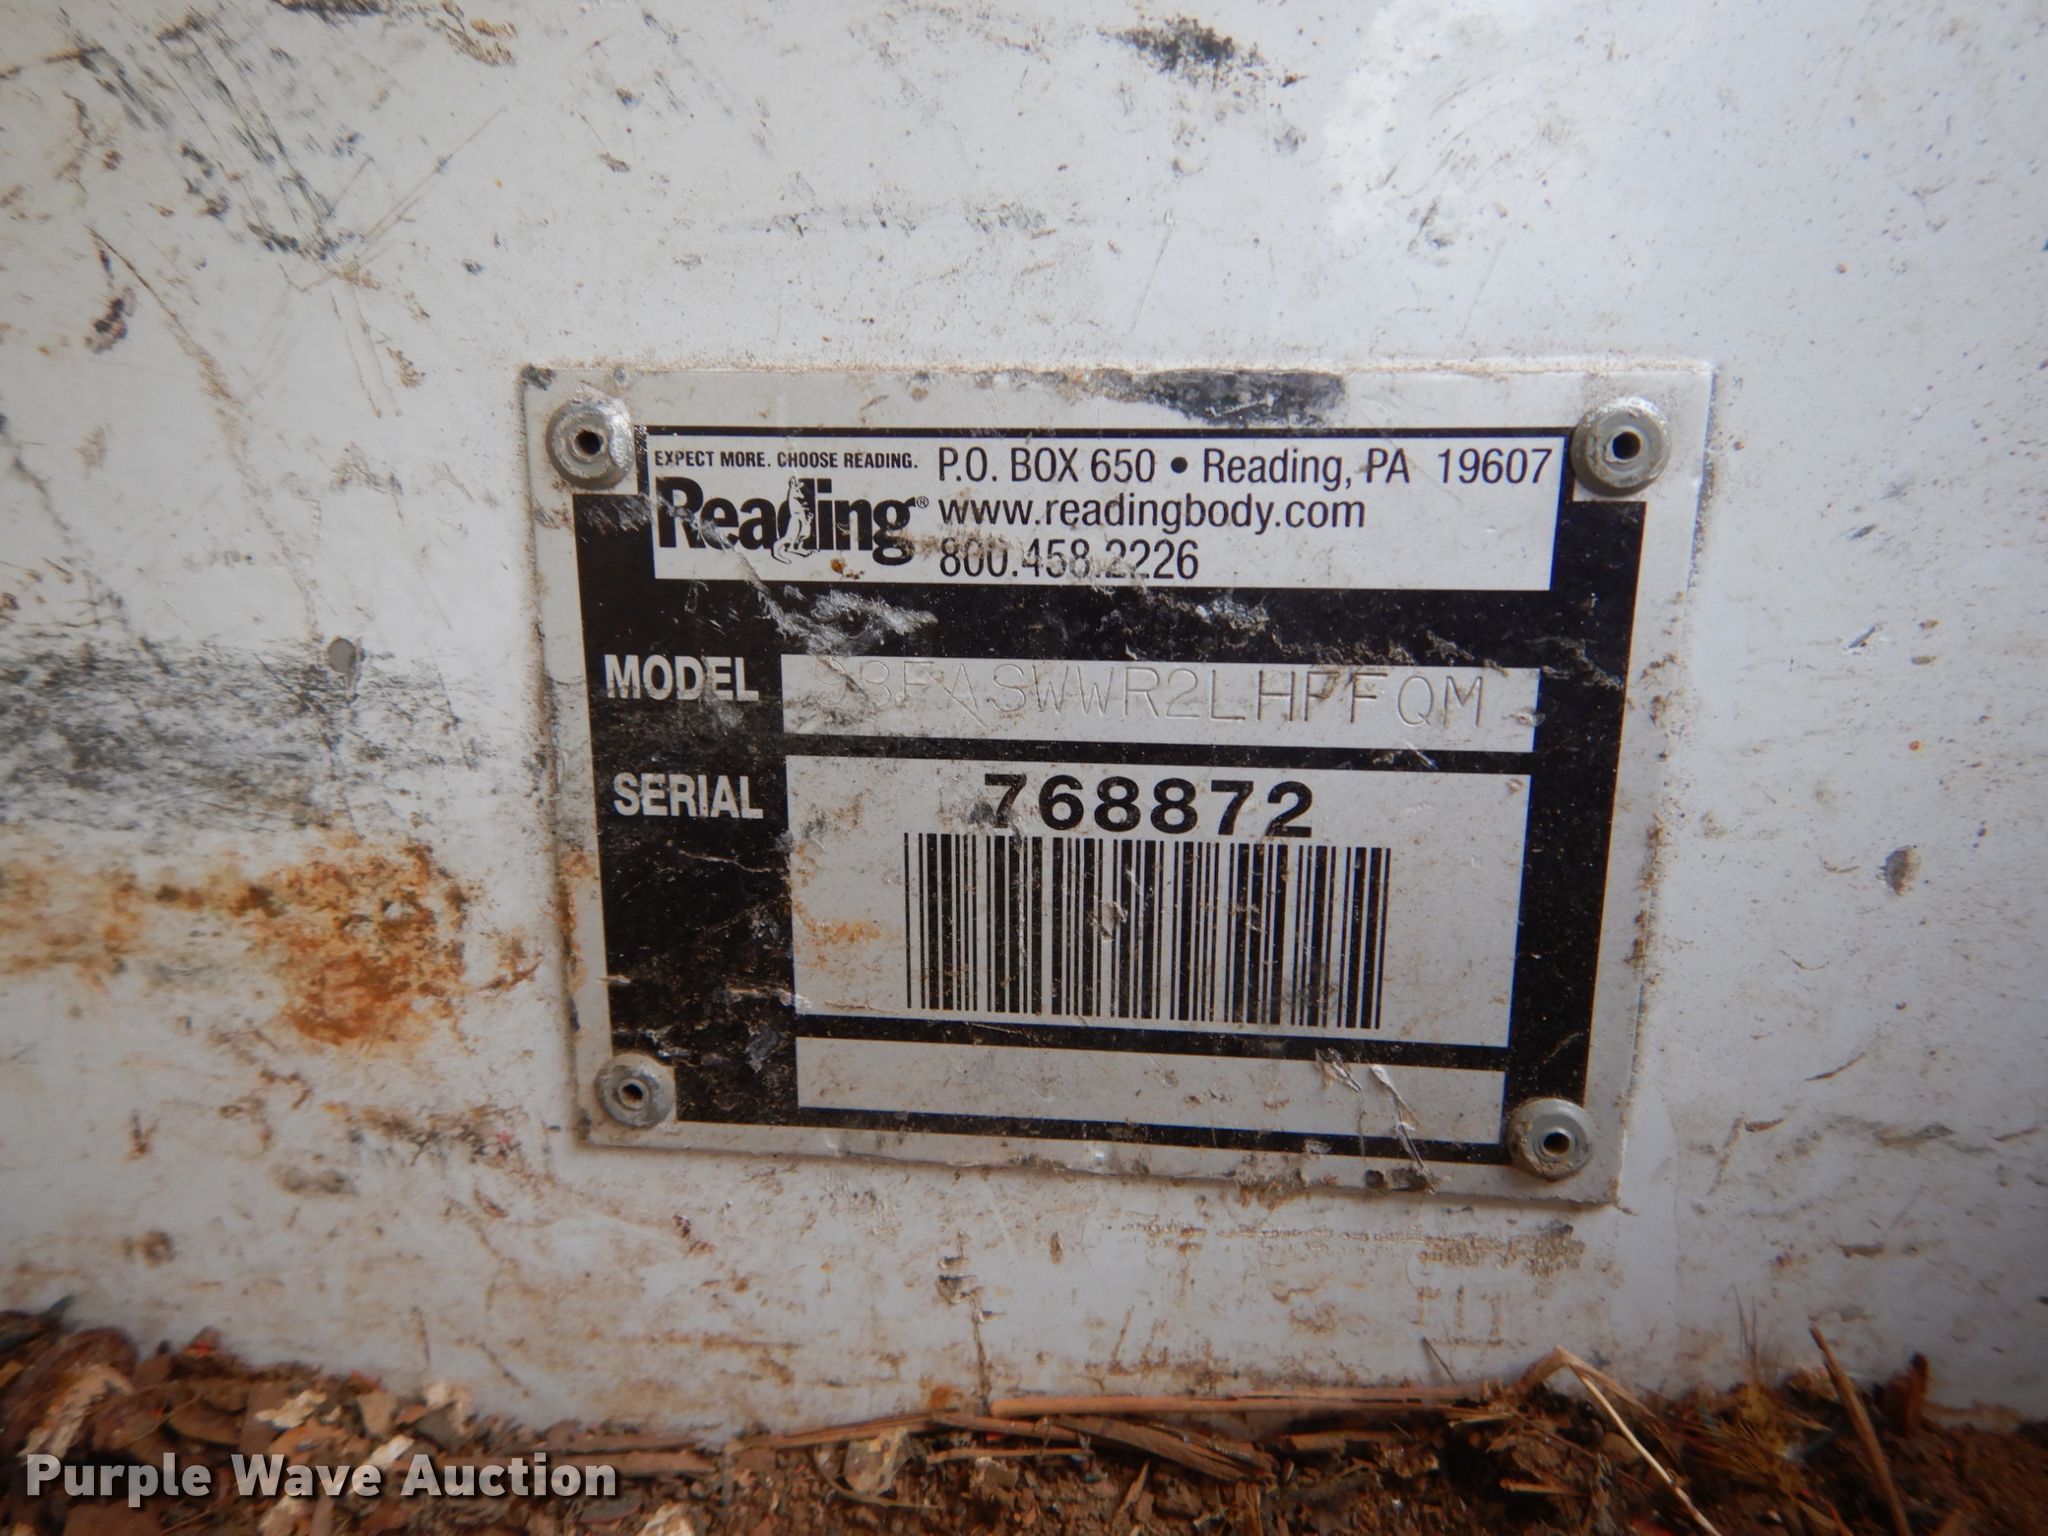 EXPECT MORE. CHOOSE READING.
Reading®
P.O. BOX 650 • Reading, PA 19607
www.readingbody.com
800.458.2226
MODEL 98FASWWR2LHPFQM
SERIAL 768872
Purple Wave Auction